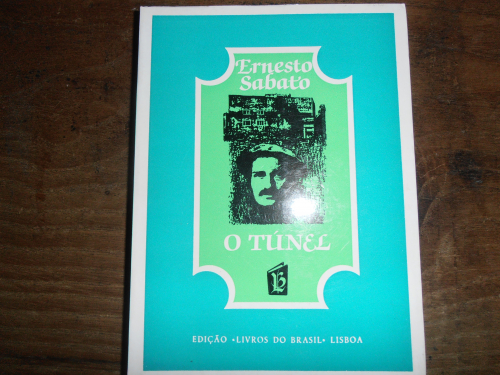 Ernesto
Sabato
O TÚNEL
EDIÇÃO «LIVROS DO BRASIL» LISBOA